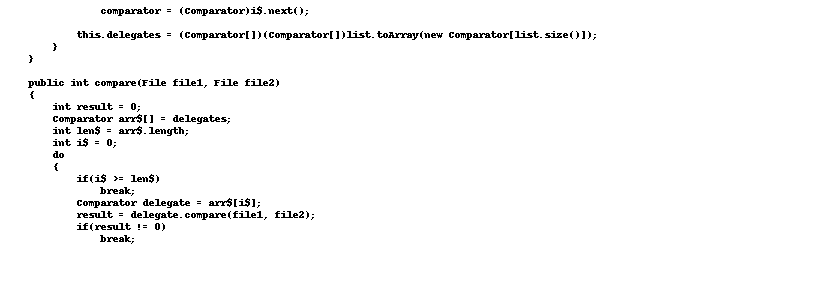 comparator = (Comparator)i$.next();
this.delegates = (Comparator[])(Comparator[])list.toArray(new Comparator[list.size()]);
}
}
public int compare(File file1, File file2)
{
int result = 0;
Comparator arr$[] = delegates;
int len$ = arr$.length;
int i$ = 0;
do
{
if(i$ >= len$)
break;
Comparator delegate = arr$[i$];
result = delegate.compare(file1, file2);
if(result != 0)
break;